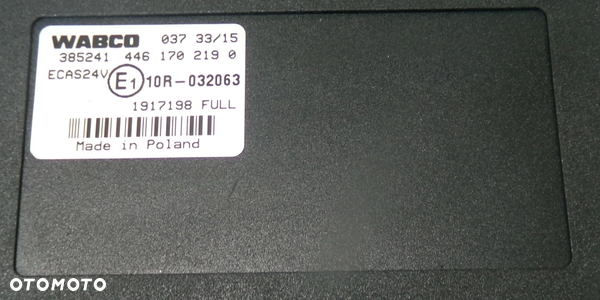 WABCO 037 33/15
385241 446 170 219 0
ECAS24V E1 10R-032063
1917198 FULL
Made in Poland
OTOMOTO